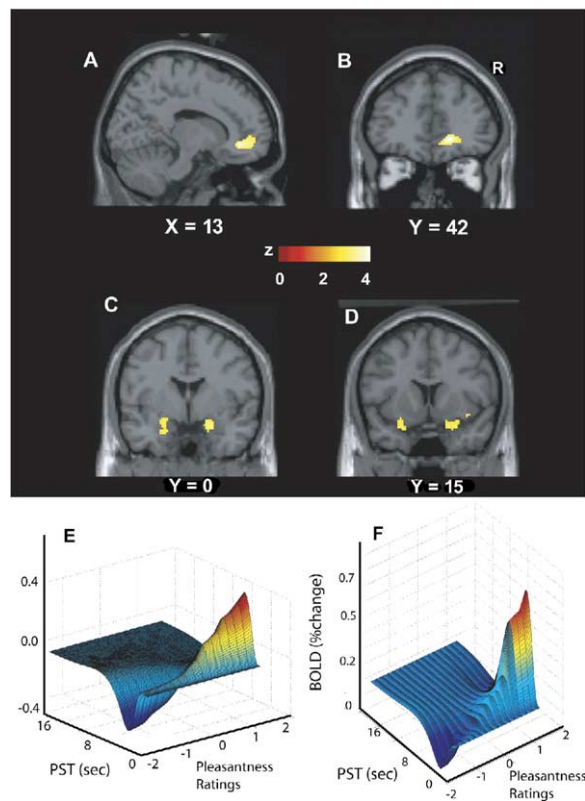 A
B
R
X = 13
Y = 42
z
0 2 4
C
D
Y = 0
Y = 15
E
0.4
0.0
-0.4
16
8
0
PST (sec)
-2
-1
0
1
2
Pleasantness
Ratings
F
BOLD (%change)
0.7
0.5
0.2
0
16
8
0
PST (sec)
-2
-1
0
1
2
Pleasantness
Ratings